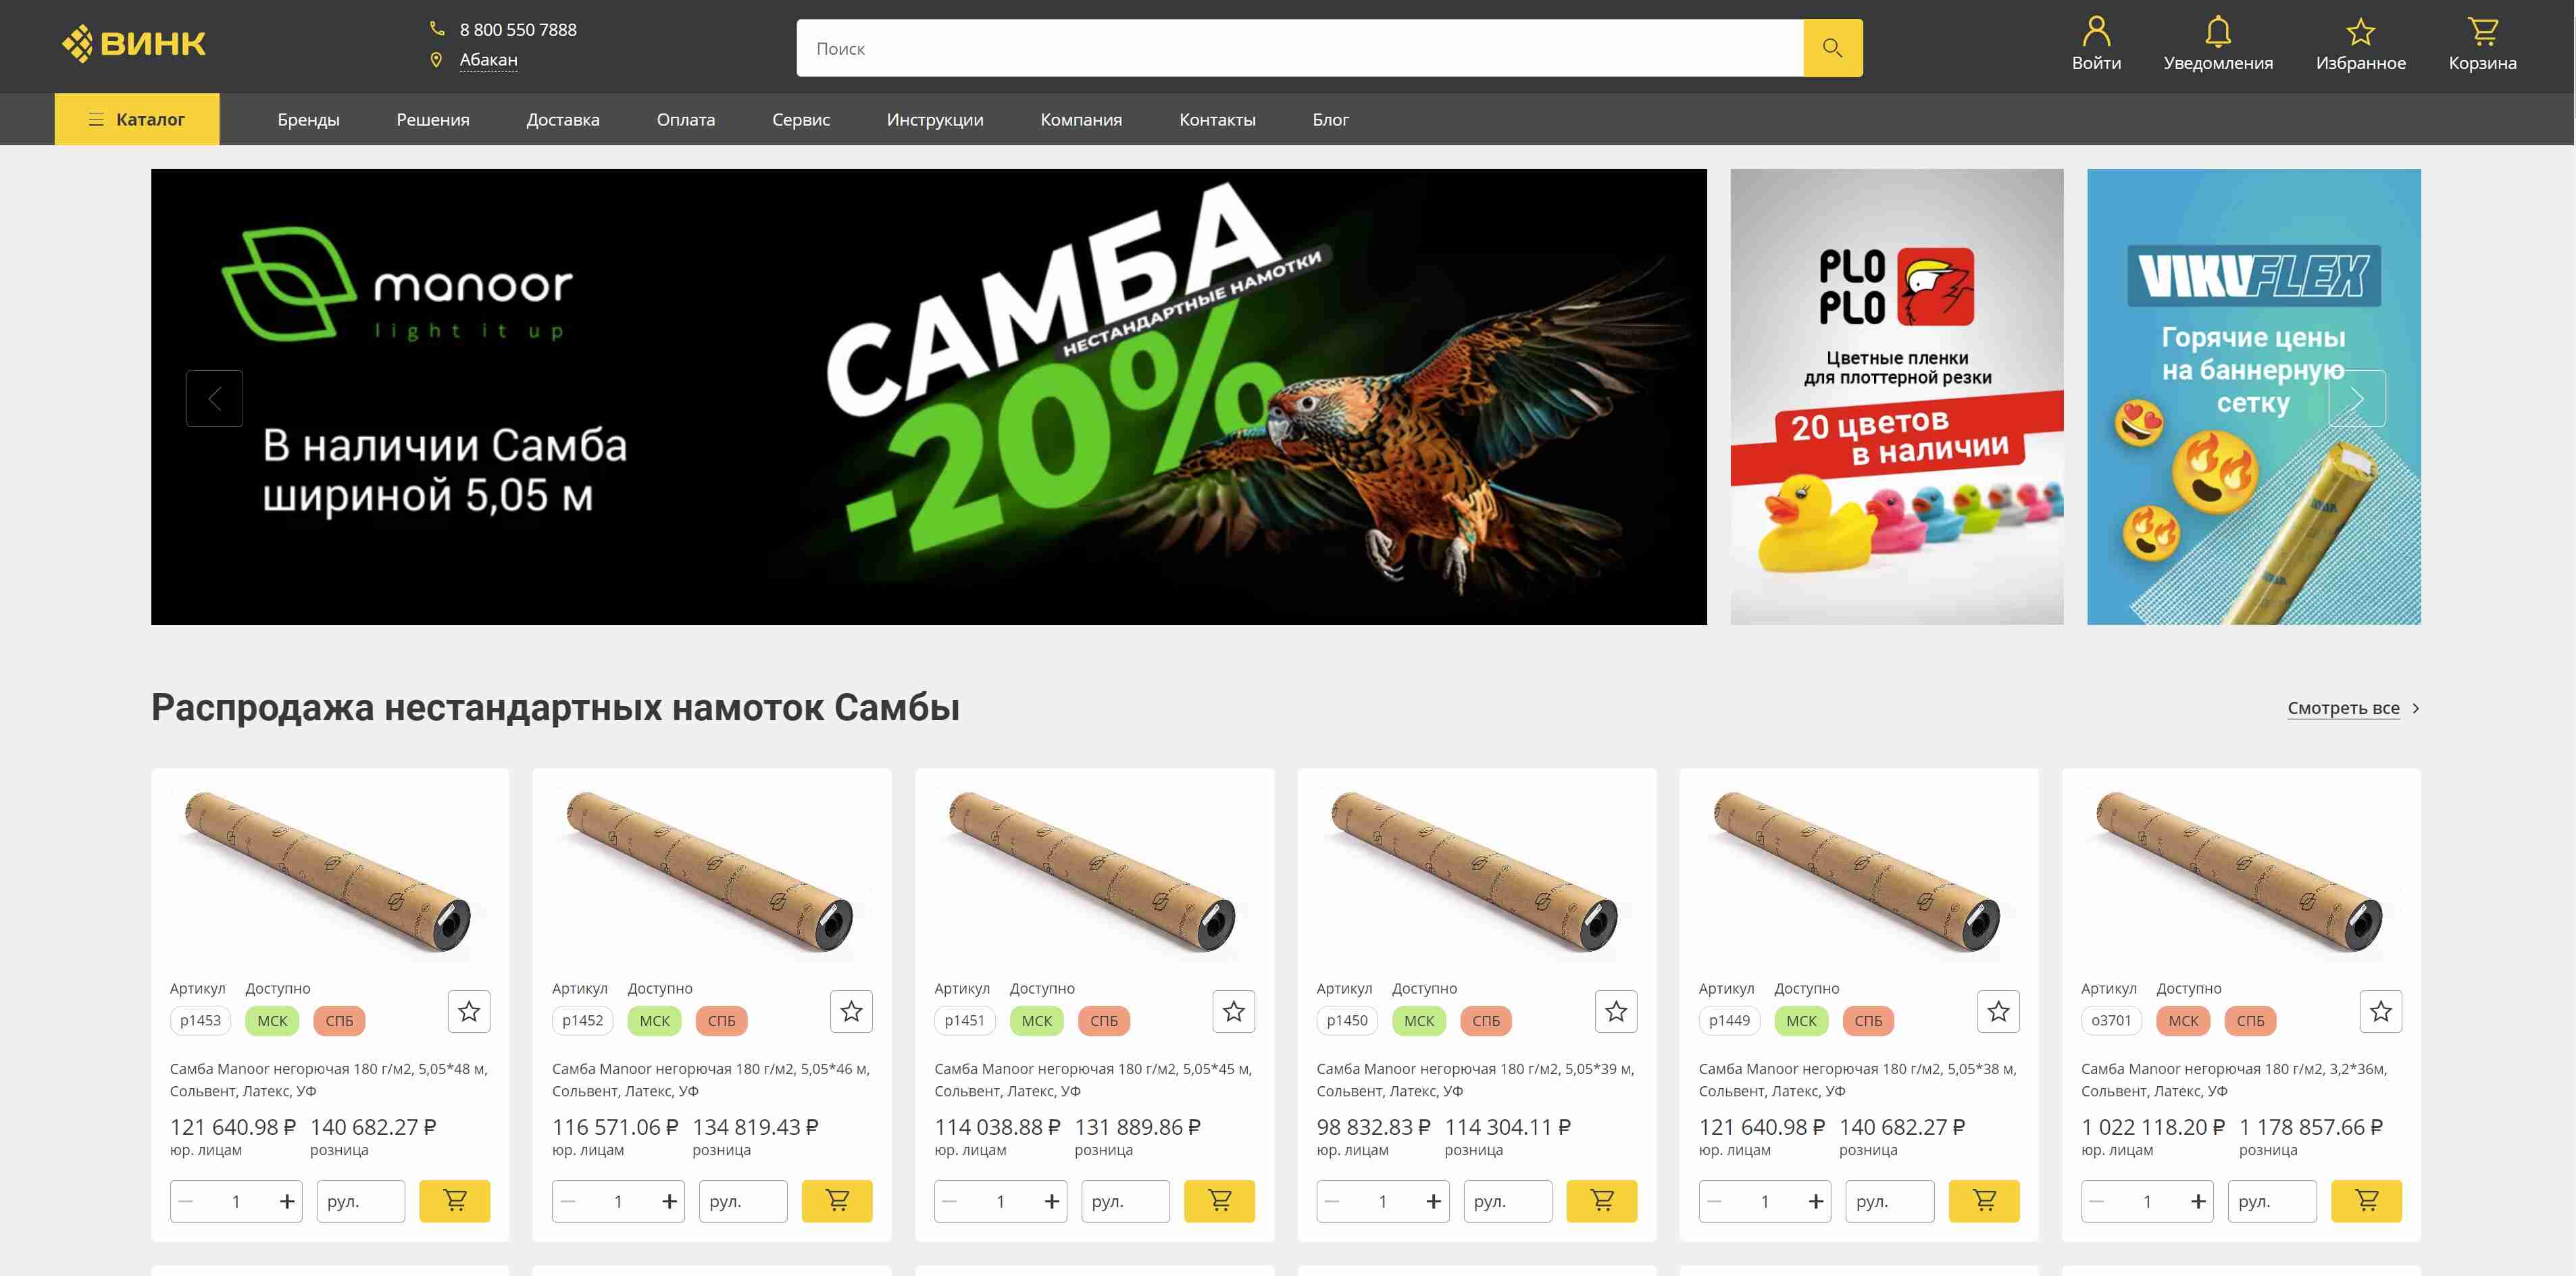 ВИНК
8 800 550 7888
Абакан
Поиск
Войти
Уведомления
Избранное
Корзина
Каталог
Бренды
Решения
Доставка
Оплата
Сервис
Инструкции
Компания
Контакты
Блог
manoor
light it up
В наличии Самба
шириной 5,05 м
САМБА
НЕСТАНДАРТНЫЕ НАМОТКИ
-20%
PLO
PLO
Цветные пленки
для плоттерной резки
20 цветов
в наличии
VIKUFLEX
Горячие цены
на баннерную
сетку
Распродажа нестандартных намоток Самбы
Смотреть все
Артикул Доступно
p1453 МСК СПБ
Самба Manoor негорючая 180 г/м2, 5,05*48 м,
Сольвент, Латекс, УФ
121 640.98 ₽ 140 682.27 ₽
юр. лицам розница
1 рул.
Артикул Доступно
p1452 МСК СПБ
Самба Manoor негорючая 180 г/м2, 5,05*46 м,
Сольвент, Латекс, УФ
116 571.06 ₽ 134 819.43 ₽
юр. лицам розница
1 рул.
Артикул Доступно
p1451 МСК СПБ
Самба Manoor негорючая 180 г/м2, 5,05*45 м,
Сольвент, Латекс, УФ
114 038.88 ₽ 131 889.86 ₽
юр. лицам розница
1 рул.
Артикул Доступно
p1450 МСК СПБ
Самба Manoor негорючая 180 г/м2, 5,05*39 м,
Сольвент, Латекс, УФ
98 832.83 ₽ 114 304.11 ₽
юр. лицам розница
1 рул.
Артикул Доступно
p1449 МСК СПБ
Самба Manoor негорючая 180 г/м2, 5,05*38 м,
Сольвент, Латекс, УФ
121 640.98 ₽ 140 682.27 ₽
юр. лицам розница
1 рул.
Артикул Доступно
o3701 МСК СПБ
Самба Manoor негорючая 180 г/м2, 3,2*36м,
Сольвент, Латекс, УФ
1 022 118.20 ₽ 1 178 857.66 ₽
юр. лицам розница
1 рул.